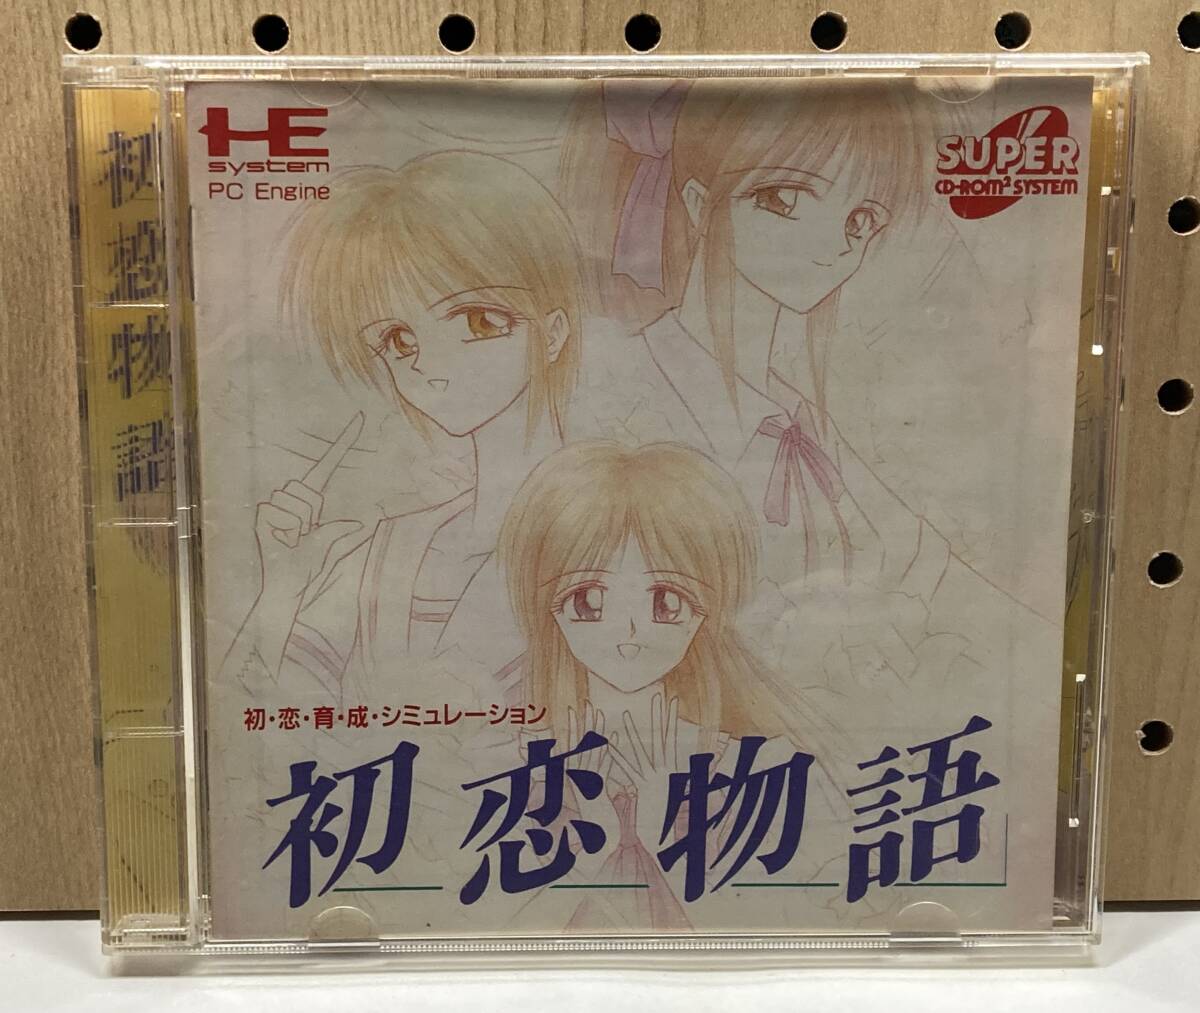 HE
system
PC Engine
SUPER
CD-ROM² SYSTEM
初恋物語
初・恋・育・成・シミュレーション
初恋物語